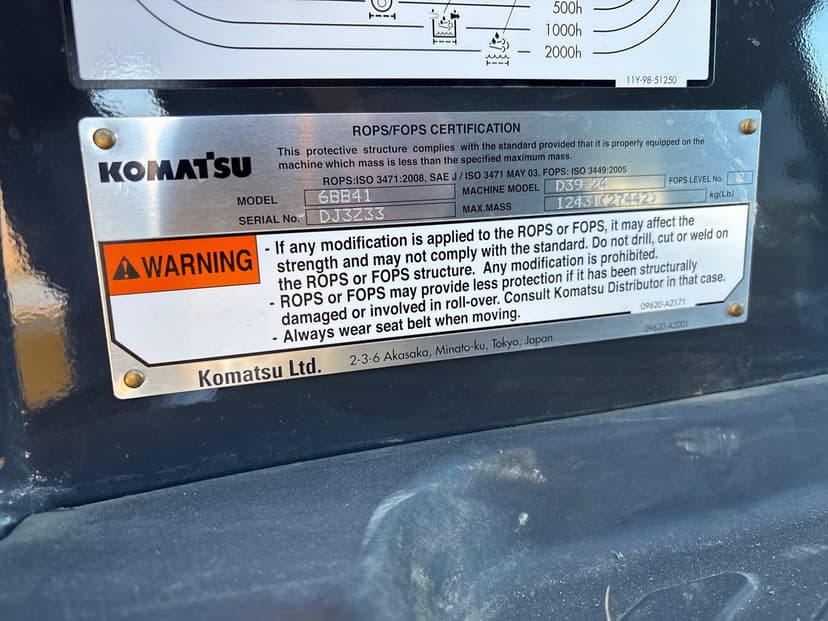 500h
1000h
2000h
11Y-98-51250
ROPS/FOPS CERTIFICATION
KOMATSU
This protective structure complies with the standard provided that it is properly equipped on the
machine which mass is less than the specified maximum mass.
ROPS:ISO 3471:2008, SAE J / ISO 3471 MAY 03, FOPS: ISO 3449:2005
MODEL 6BB41 MACHINE MODEL D39 24 FOPS LEVEL No. 2
SERIAL No. DJ3Z33 MAX.MASS kg(Lb)
WARNING
- If any modification is applied to the ROPS or FOPS, it may affect the
strength and may not comply with the standard. Do not drill, cut or weld on
the ROPS or FOPS structure. Any modification is prohibited.
- ROPS or FOPS may provide less protection if it has been structurally
damaged or involved in roll-over. Consult Komatsu Distributor in that case.
- Always wear seat belt when moving.
09620-A2171
09620-A2001
Komatsu Ltd. 2-3-6 Akasaka, Minato-ku, Tokyo, Japan